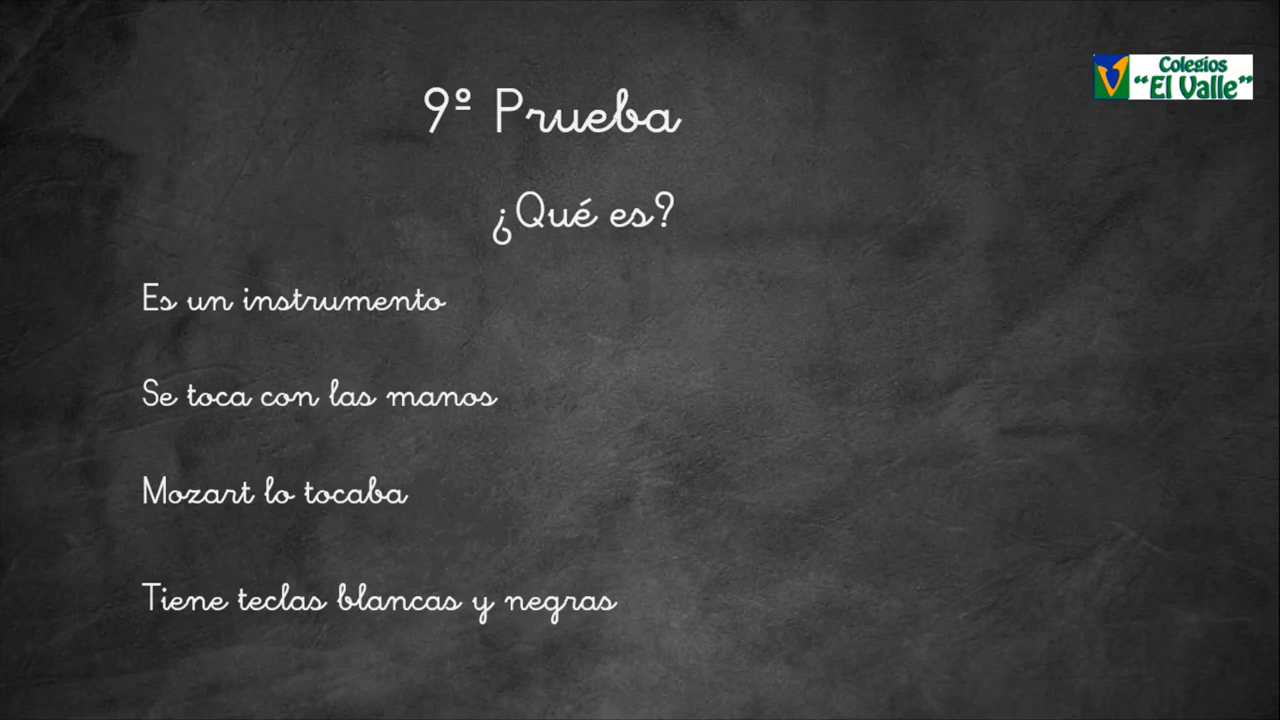 Colegios
"El Valle"
9º Prueba
¿Qué es?
Es un instrumento
Se toca con las manos
Mozart lo tocaba
Tiene teclas blancas y negras